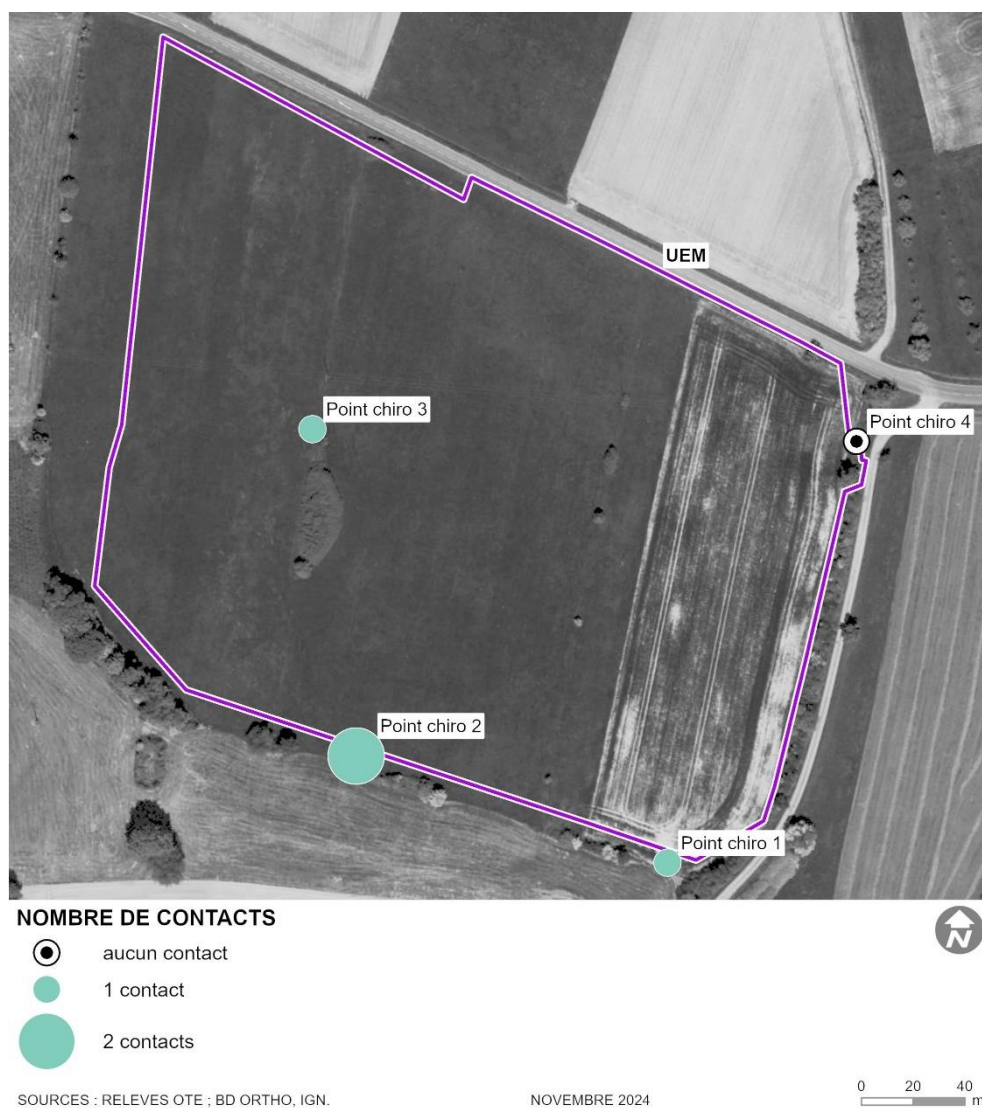 UEM
Point chiro 3
Point chiro 4
Point chiro 2
Point chiro 1
NOMBRE DE CONTACTS
N
aucun contact
1 contact
2 contacts
SOURCES : RELEVES OTE ; BD ORTHO, IGN.
NOVEMBRE 2024
0 20 40
m